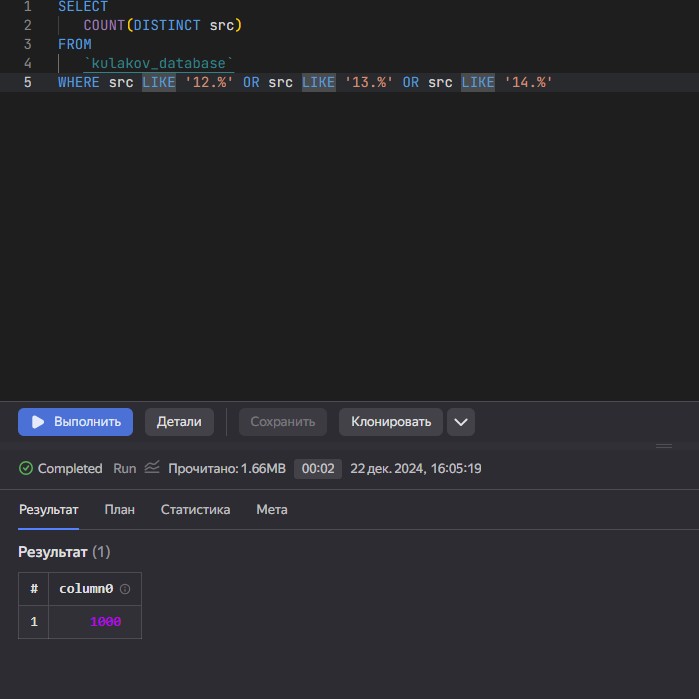 1 SELECT
2 COUNT(DISTINCT src)
3 FROM
4 `kulakov_database`
5 WHERE src LIKE '12.%' OR src LIKE '13.%' OR src LIKE '14.%'
Выполнить Детали Сохранить Клонировать
Completed Run Прочитано: 1.66MB 00:02 22 дек. 2024, 16:05:19
Результат План Статистика Мета
Результат (1)
# column0
1 1000